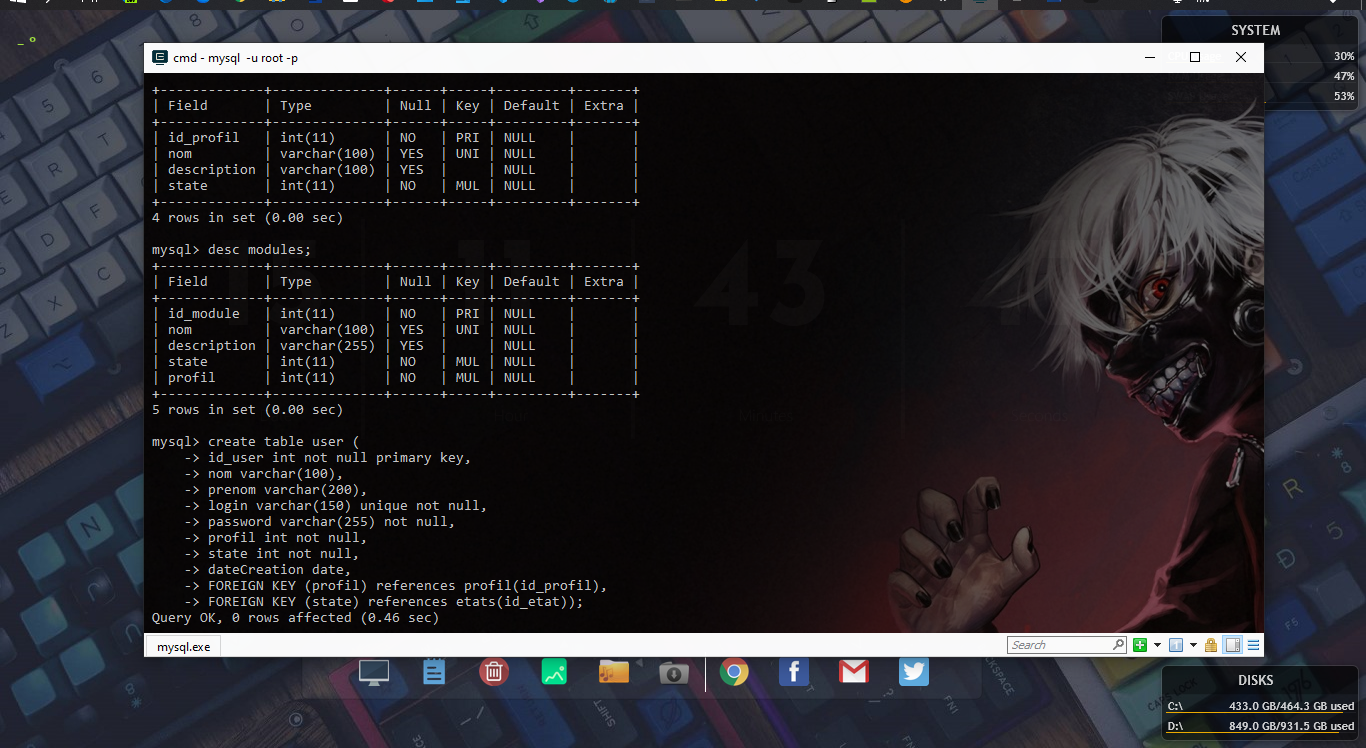 SYSTEM
30%
47%
53%
cmd - mysql -u root -p
+-------------+--------------+------+-----+---------+-------+
| Field       | Type         | Null | Key | Default | Extra |
+-------------+--------------+------+-----+---------+-------+
| id_profil   | int(11)      | NO   | PRI | NULL    |       |
| nom         | varchar(100) | YES  | UNI | NULL    |       |
| description | varchar(100) | YES  |     | NULL    |       |
| state       | int(11)      | NO   | MUL | NULL    |       |
+-------------+--------------+------+-----+---------+-------+
4 rows in set (0.00 sec)
mysql> desc modules;
+-------------+--------------+------+-----+---------+-------+
| Field       | Type         | Null | Key | Default | Extra |
+-------------+--------------+------+-----+---------+-------+
| id_module   | int(11)      | NO   | PRI | NULL    |       |
| nom         | varchar(100) | YES  | UNI | NULL    |       |
| description | varchar(255) | YES  |     | NULL    |       |
| state       | int(11)      | NO   | MUL | NULL    |       |
| profil      | int(11)      | NO   | MUL | NULL    |       |
+-------------+--------------+------+-----+---------+-------+
5 rows in set (0.00 sec)
mysql> create table user (
    -> id_user int not null primary key,
    -> nom varchar(100),
    -> prenom varchar(200),
    -> login varchar(150) unique not null,
    -> password varchar(255) not null,
    -> profil int not null,
    -> state int not null,
    -> dateCreation date,
    -> FOREIGN KEY (profil) references profil(id_profil),
    -> FOREIGN KEY (state) references etats(id_etat));
Query OK, 0 rows affected (0.46 sec)
mysql.exe
Search
DISKS
C:\ 433.0 GB/464.3 GB used
D:\ 849.0 GB/931.5 GB used